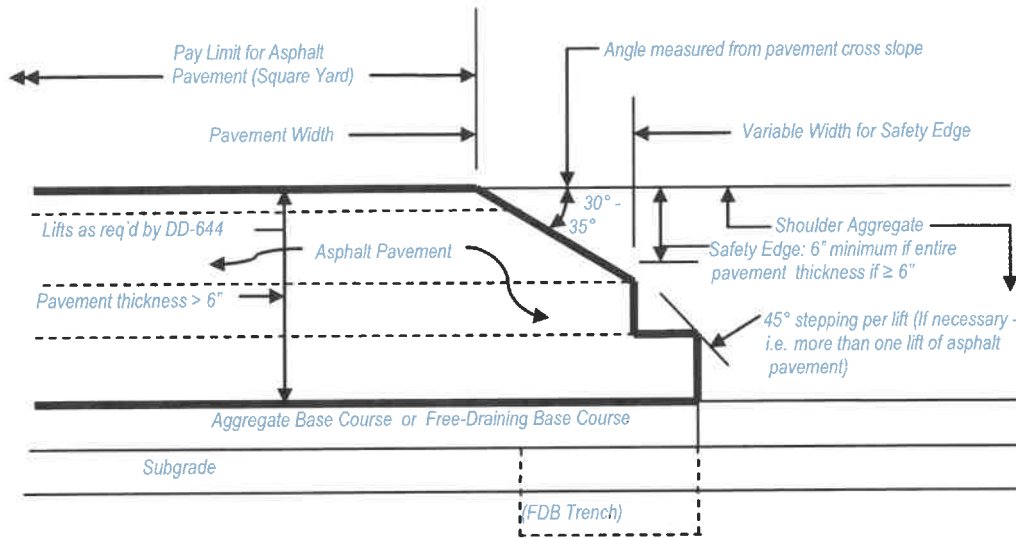 Pay Limit for Asphalt
Pavement (Square Yard)
Angle measured from pavement cross slope
Pavement Width
Variable Width for Safety Edge
30° -
35°
Lifts as req'd by DD-644
Shoulder Aggregate
Safety Edge: 6" minimum if entire
pavement thickness if ≥ 6"
Asphalt Pavement
Pavement thickness > 6"
45° stepping per lift (If necessary -
i.e. more than one lift of asphalt
pavement)
Aggregate Base Course or Free-Draining Base Course
Subgrade
(FDB Trench)